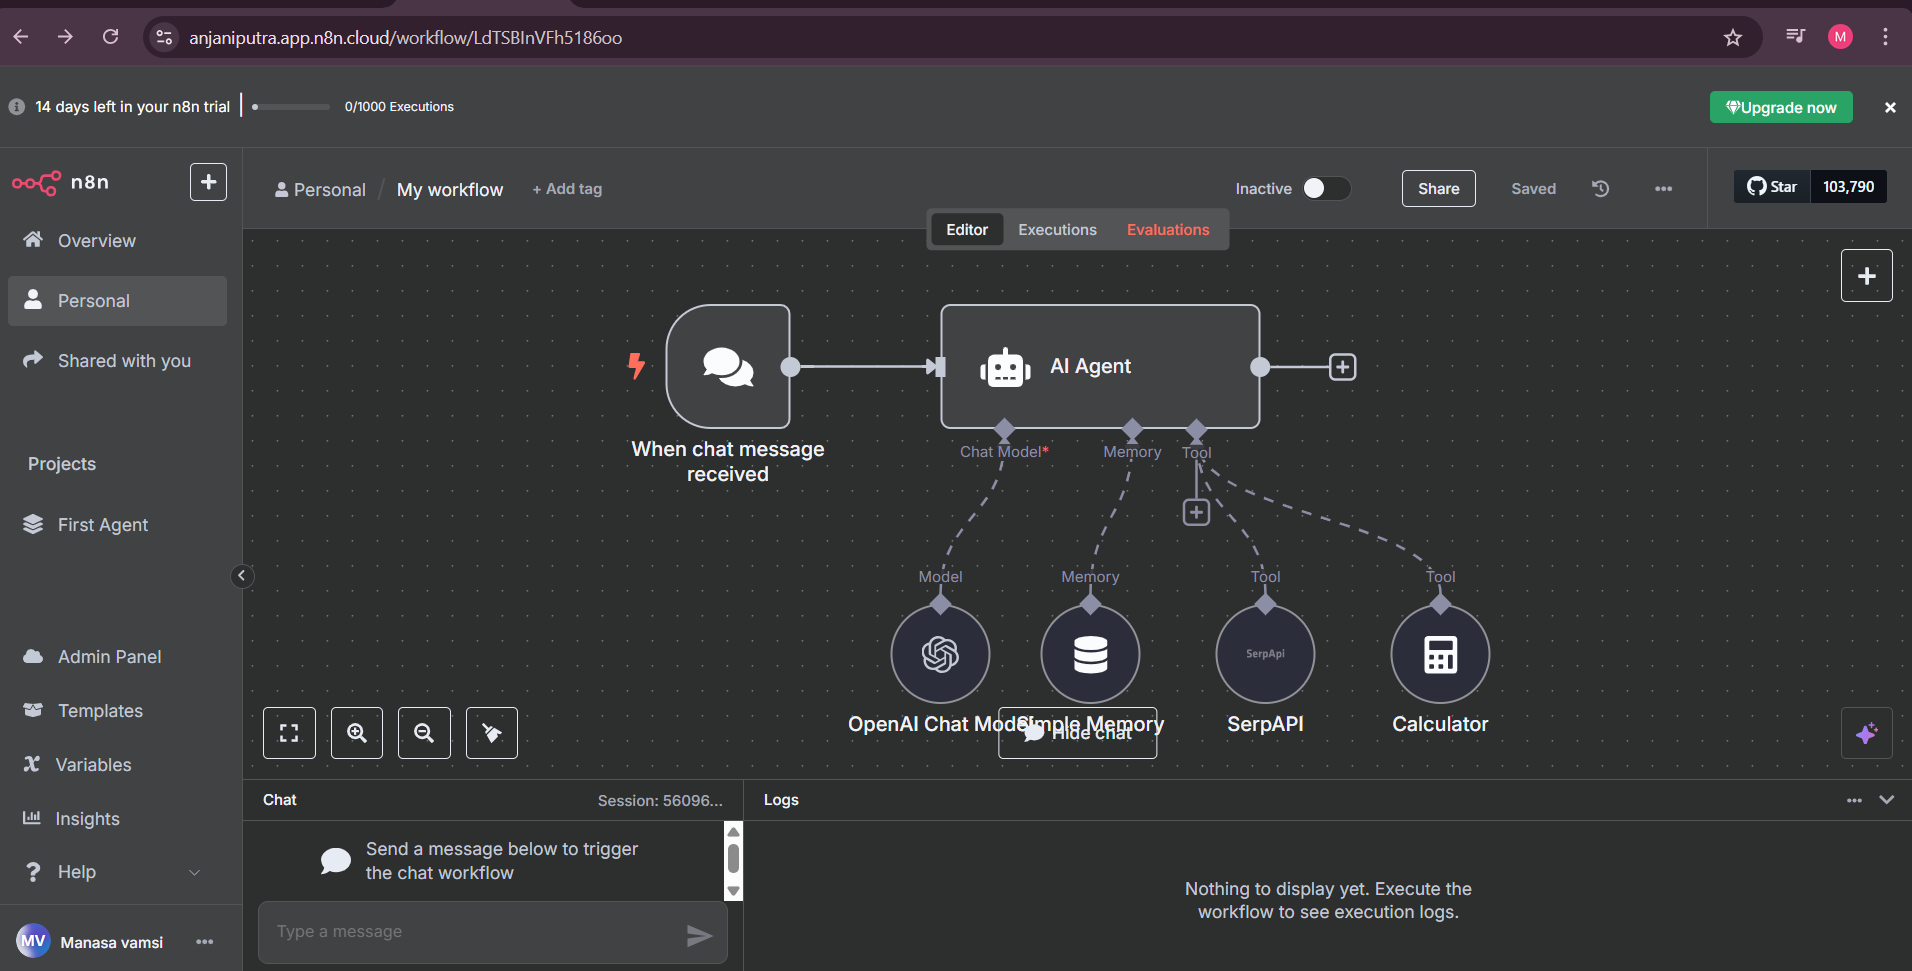 anjaniputra.app.n8n.cloud/workflow/LdTSBInVFh5186oo
M
14 days left in your n8n trial
0/1000 Executions
Upgrade now
n8n
Personal / My workflow
+ Add tag
Inactive
Share
Saved
Star
103,790
Editor
Executions
Evaluations
Overview
Personal
Shared with you
Projects
First Agent
Admin Panel
Templates
Variables
Insights
Help
MV
Manasa vamsi
When chat message
received
AI Agent
Chat Model*
Memory
Tool
Model
Memory
Tool
Tool
SerpApi
OpenAI Chat Model
Simple Memory
SerpAPI
Calculator
Hide chat
Chat
Session: 56096...
Logs
Send a message below to trigger
the chat workflow
Type a message
Nothing to display yet. Execute the
workflow to see execution logs.